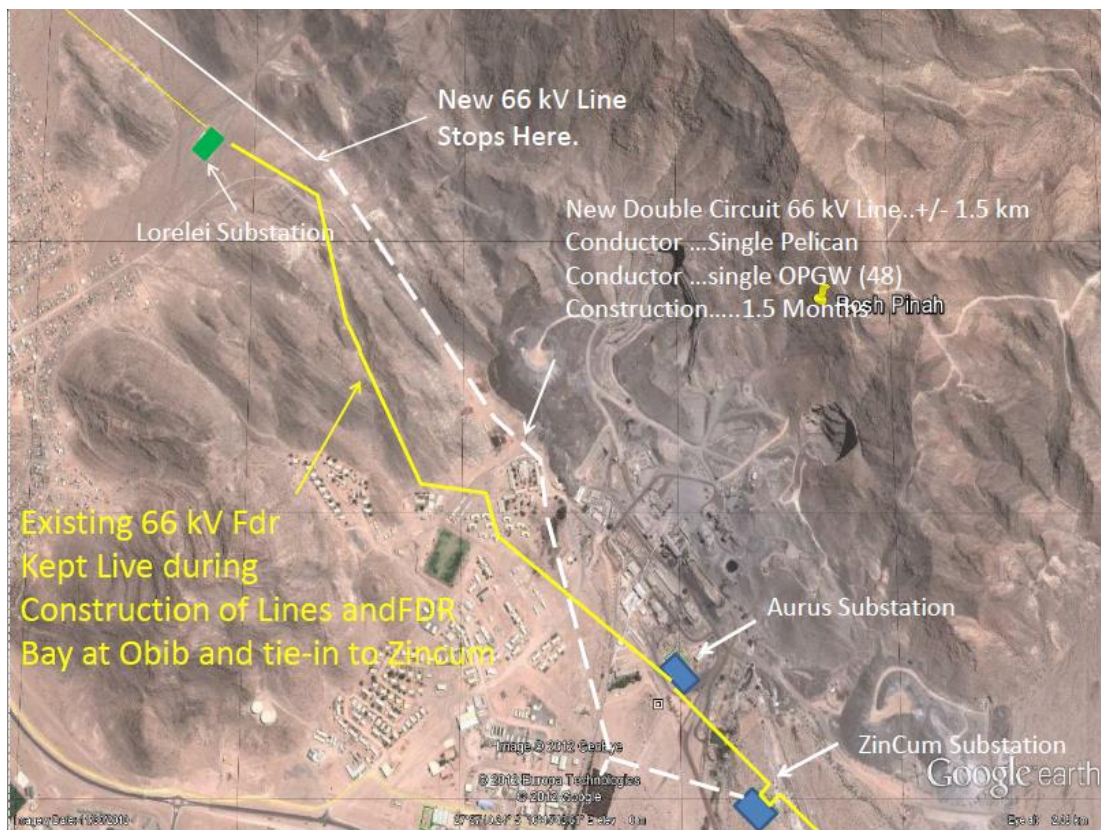 New 66 kV Line
Stops Here.
Lorelei Substation
New Double Circuit 66 kV Line..+/- 1.5 km
Conductor ...Single Pelican
Conductor ...single OPGW (48)
Construction.....1.5 Months
Rosh Pinah
Existing 66 kV Fdr
Kept Live during
Construction of Lines andFDR
Bay at Obib and tie-in to Zincum
Aurus Substation
ZinCum Substation
Image © 2012 GeoEye
© 2012 Europa Technologies
© 2012 Google
Google earth